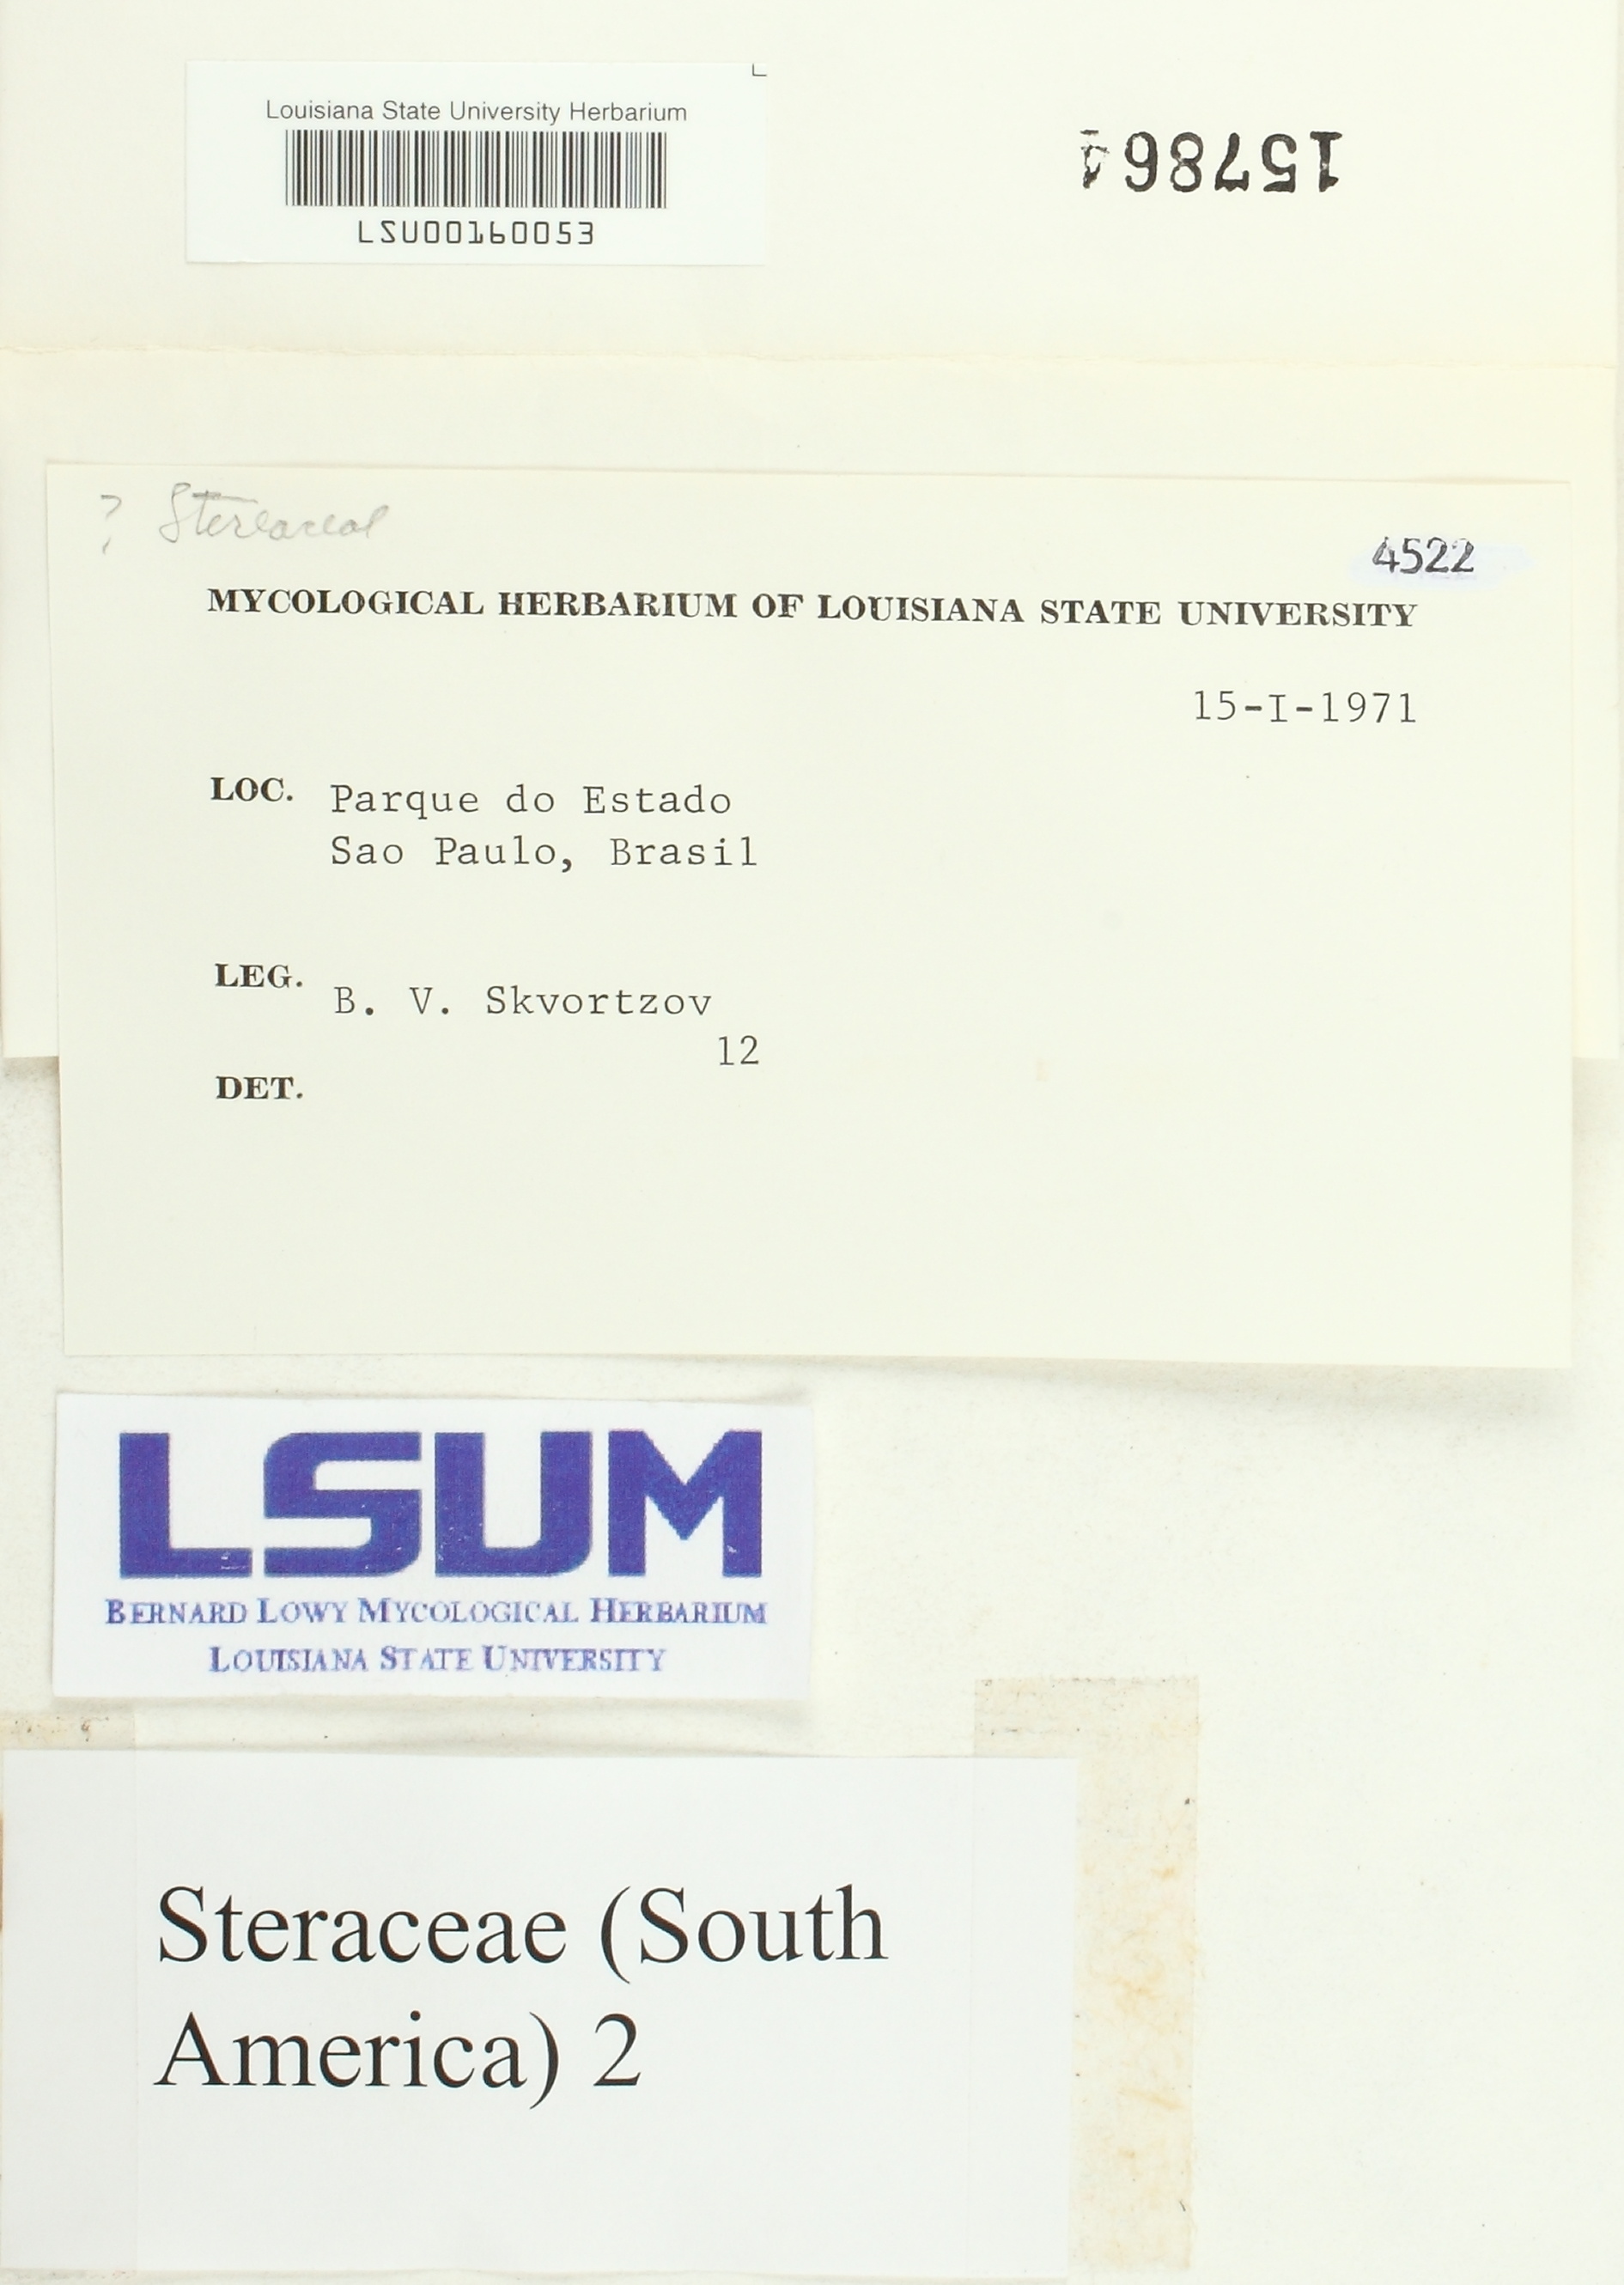 Louisiana State University Herbarium
LSU00160053
157864
? Stereaceae
4522
MYCOLOGICAL HERBARIUM OF LOUISIANA STATE UNIVERSITY
15-I-1971
LOC. Parque do Estado
Sao Paulo, Brasil
LEG. B. V. Skvortzov
12
DET.
LSUM
BERNARD LOWY MYCOLOGICAL HERBARIUM
LOUISIANA STATE UNIVERSITY
Steraceae (South
America) 2